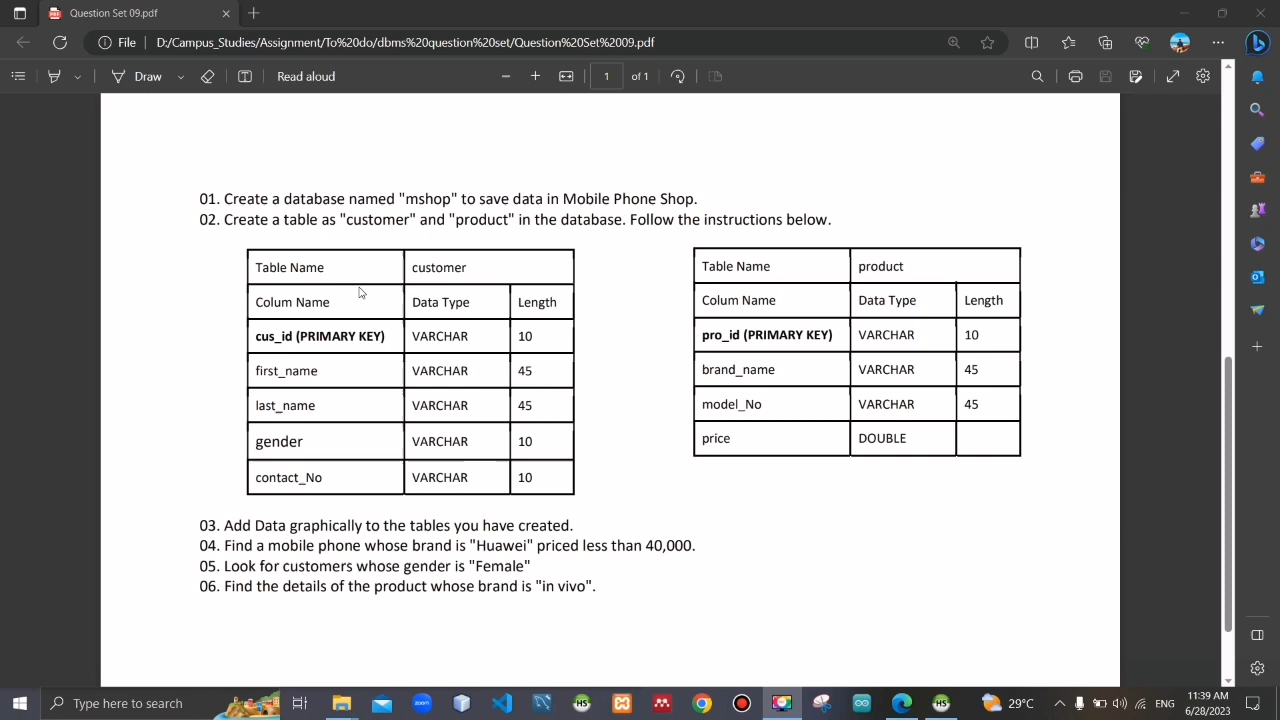 Question Set 09.pdf
File
D:/Campus_Studies/Assignment/To%20do/dbms%20question%20set/Question%20Set%2009.pdf
Draw
Read aloud
1
of 1
01. Create a database named "mshop" to save data in Mobile Phone Shop.
02. Create a table as "customer" and "product" in the database. Follow the instructions below.
Table Name customer
Colum Name Data Type Length
cus_id (PRIMARY KEY) VARCHAR 10
first_name VARCHAR 45
last_name VARCHAR 45
gender VARCHAR 10
contact_No VARCHAR 10
Table Name product
Colum Name Data Type Length
pro_id (PRIMARY KEY) VARCHAR 10
brand_name VARCHAR 45
model_No VARCHAR 45
price DOUBLE
03. Add Data graphically to the tables you have created.
04. Find a mobile phone whose brand is "Huawei" priced less than 40,000.
05. Look for customers whose gender is "Female"
06. Find the details of the product whose brand is "in vivo".
Type here to search
zoom
HS
HS
29°C
ENG
11:39 AM
6/28/2023